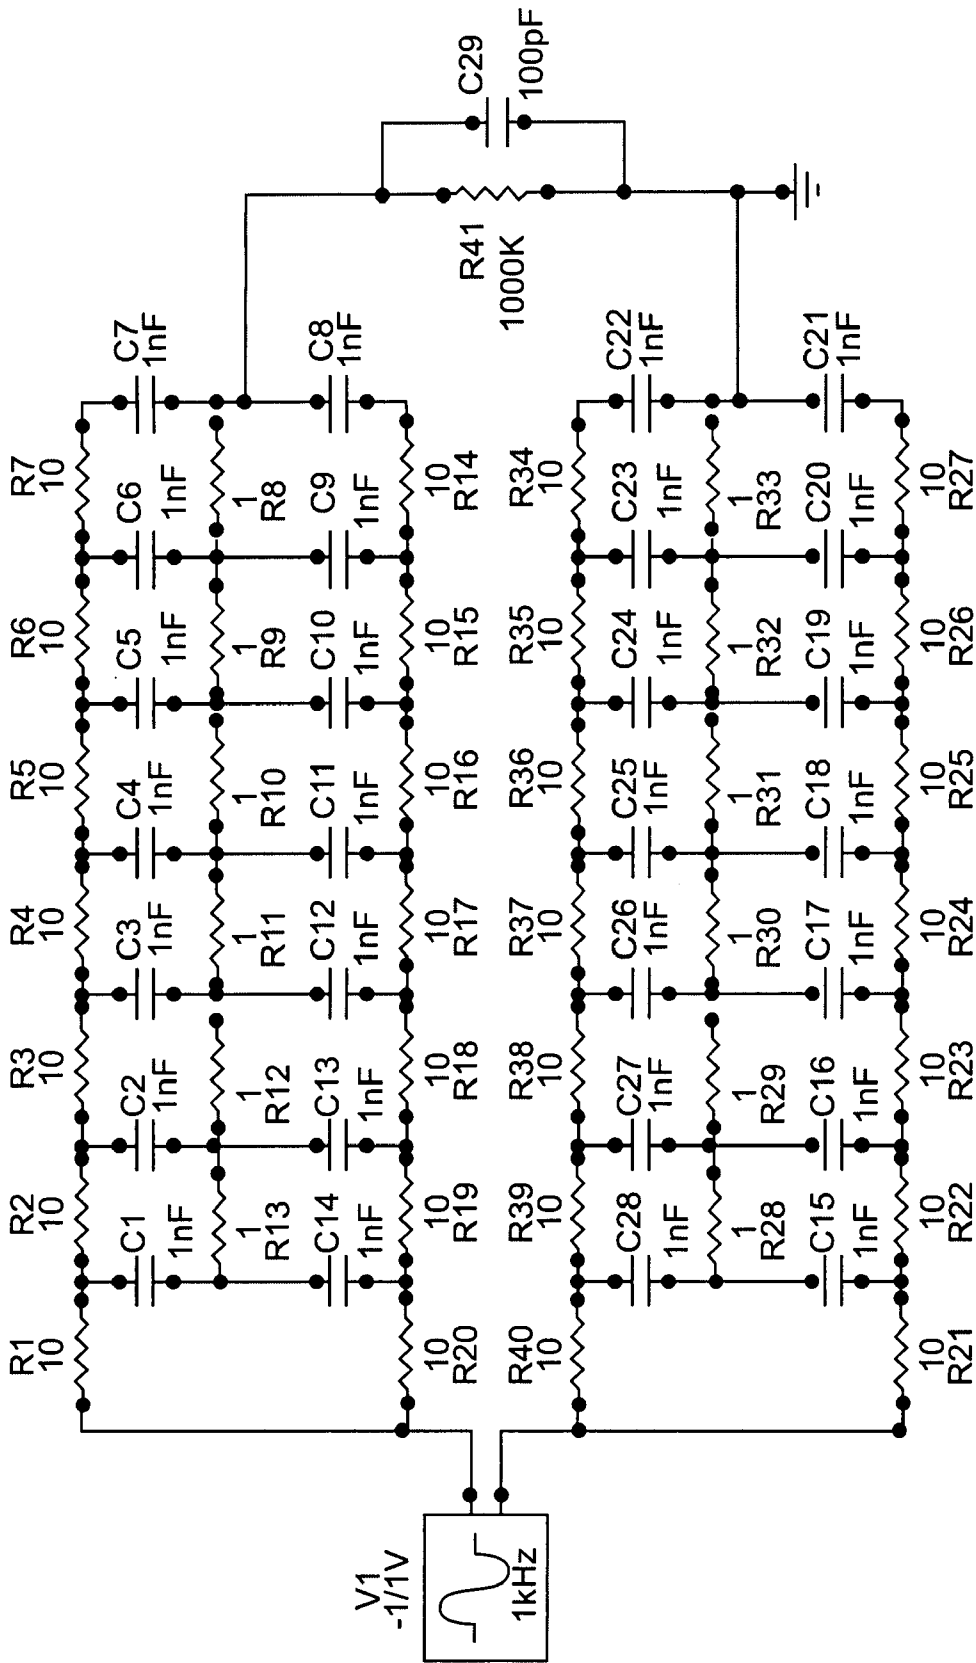 V1
-1/1V
1kHz
R1
10
R2
10
R3
10
R4
10
R5
10
R6
10
R7
10
C1
1nF
C2
1nF
C3
1nF
C4
1nF
C5
1nF
C6
1nF
C7
1nF
1
R13
1
R12
1
R11
1
R10
1
R9
1
R8
C14
1nF
C13
1nF
C12
1nF
C11
1nF
C10
1nF
C9
1nF
C8
1nF
10
R20
10
R19
10
R18
10
R17
10
R16
10
R15
10
R14
R40
10
R39
10
R38
10
R37
10
R36
10
R35
10
R34
10
C28
1nF
C27
1nF
C26
1nF
C25
1nF
C24
1nF
C23
1nF
C22
1nF
1
R28
1
R29
1
R30
1
R31
1
R32
1
R33
C15
1nF
C16
1nF
C17
1nF
C18
1nF
C19
1nF
C20
1nF
C21
1nF
10
R21
10
R22
10
R23
10
R24
10
R25
10
R26
10
R27
R41
1000K
C29
100pF